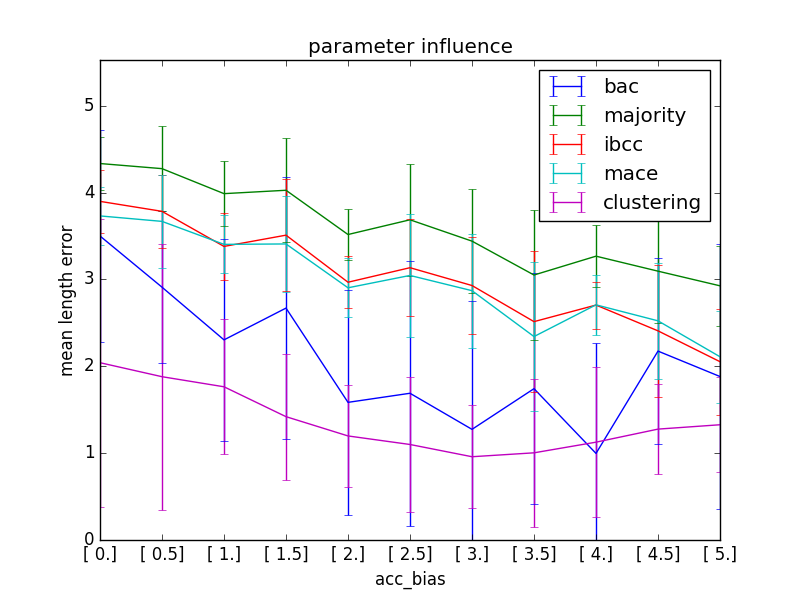 parameter influence
bac
majority
ibcc
mace
clustering
mean length error
5
4
3
2
1
0
[ 0.] [ 0.5] [ 1.] [ 1.5] [ 2.] [ 2.5] [ 3.] [ 3.5] [ 4.] [ 4.5] [ 5.]
acc_bias